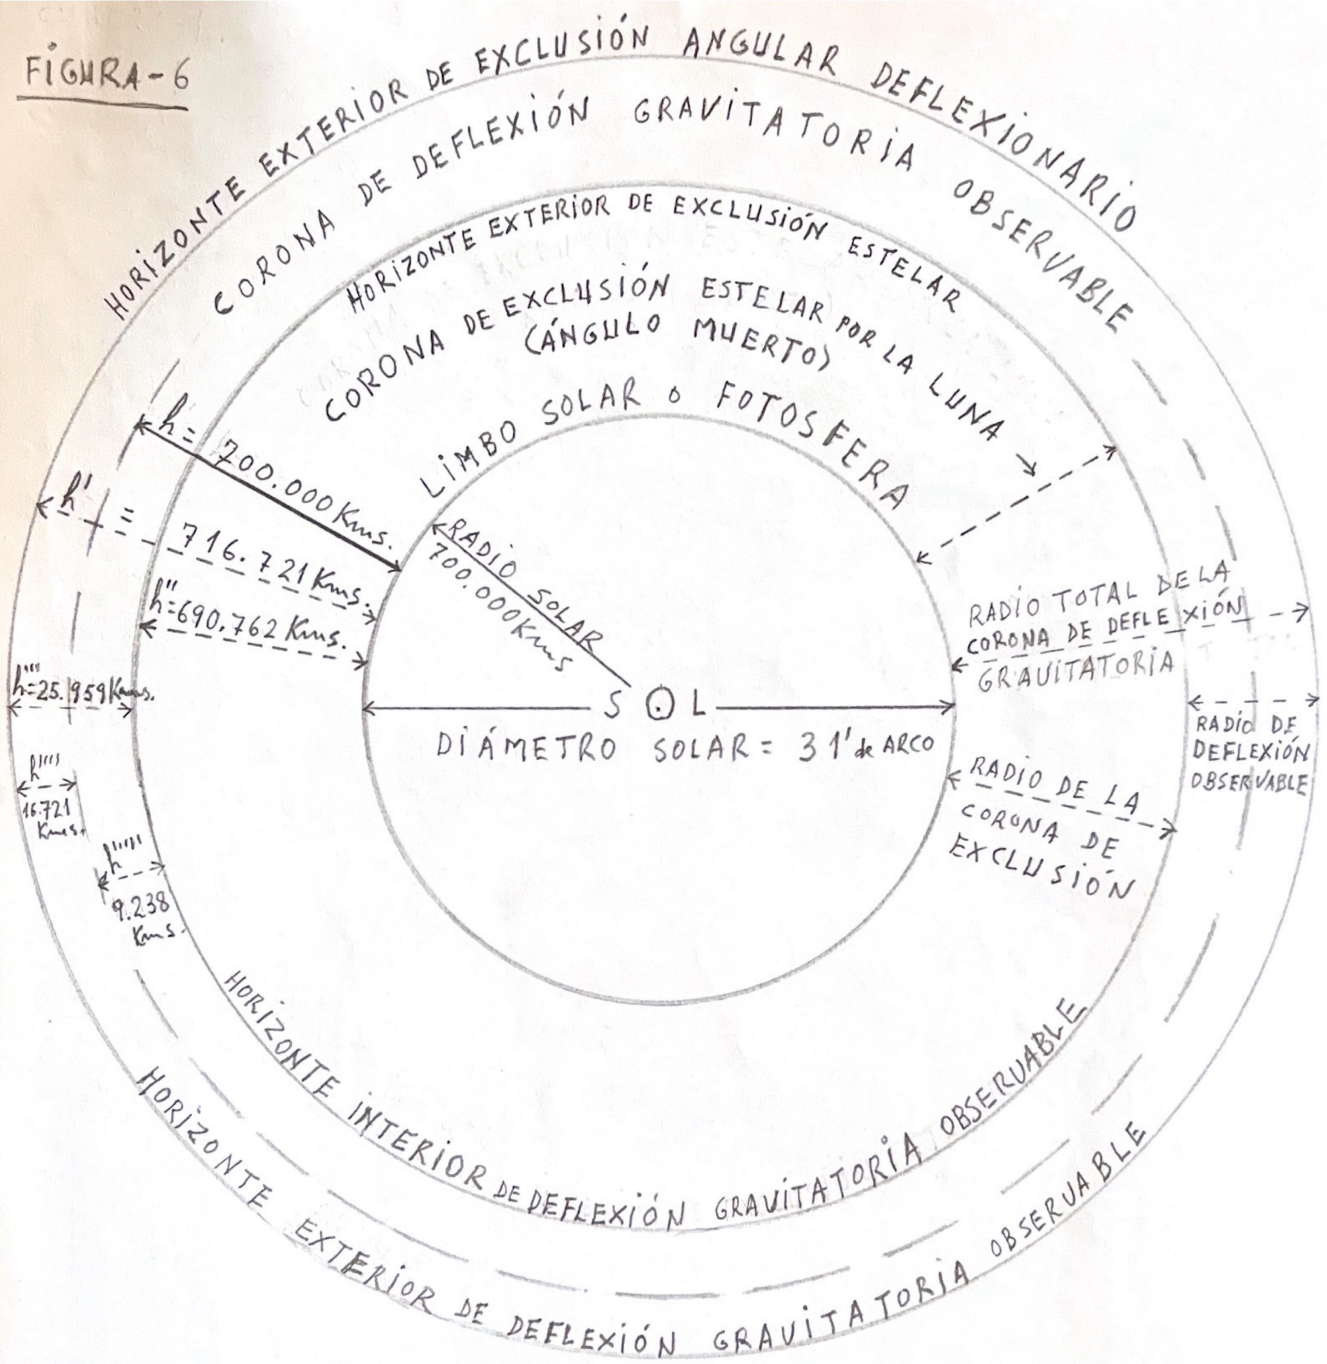 FIGURA-6
HORIZONTE EXTERIOR DE EXCLUSIÓN ANGULAR DEFLEXIONARIO
CORONA DE DEFLEXIÓN GRAVITATORIA OBSERVABLE
HORIZONTE EXTERIOR DE EXCLUSIÓN ESTELAR
CORONA DE EXCLUSIÓN ESTELAR POR LA LUNA
(ÁNGULO MUERTO)
LIMBO SOLAR o FOTOSFERA
h = 700.000 Kms.
h' = 716.721 Kms.
h''=690.762 Kms.
RADIO SOLAR
700.000 Kms
RADIO TOTAL DE LA
CORONA DE DEFLEXIÓN
GRAVITATORIA
h'''=25.959 Kms.
SOL
DIÁMETRO SOLAR = 31' de ARCO
RADIO DE
DEFLEXIÓN
OBSERVABLE
h''''
16.721
Kms.
RADIO DE LA
CORONA DE
EXCLUSIÓN
h'''''
9.238
Kms.
HORIZONTE INTERIOR DE DEFLEXIÓN GRAVITATORIA OBSERVABLE
HORIZONTE EXTERIOR DE DEFLEXIÓN GRAVITATORIA OBSERVABLE